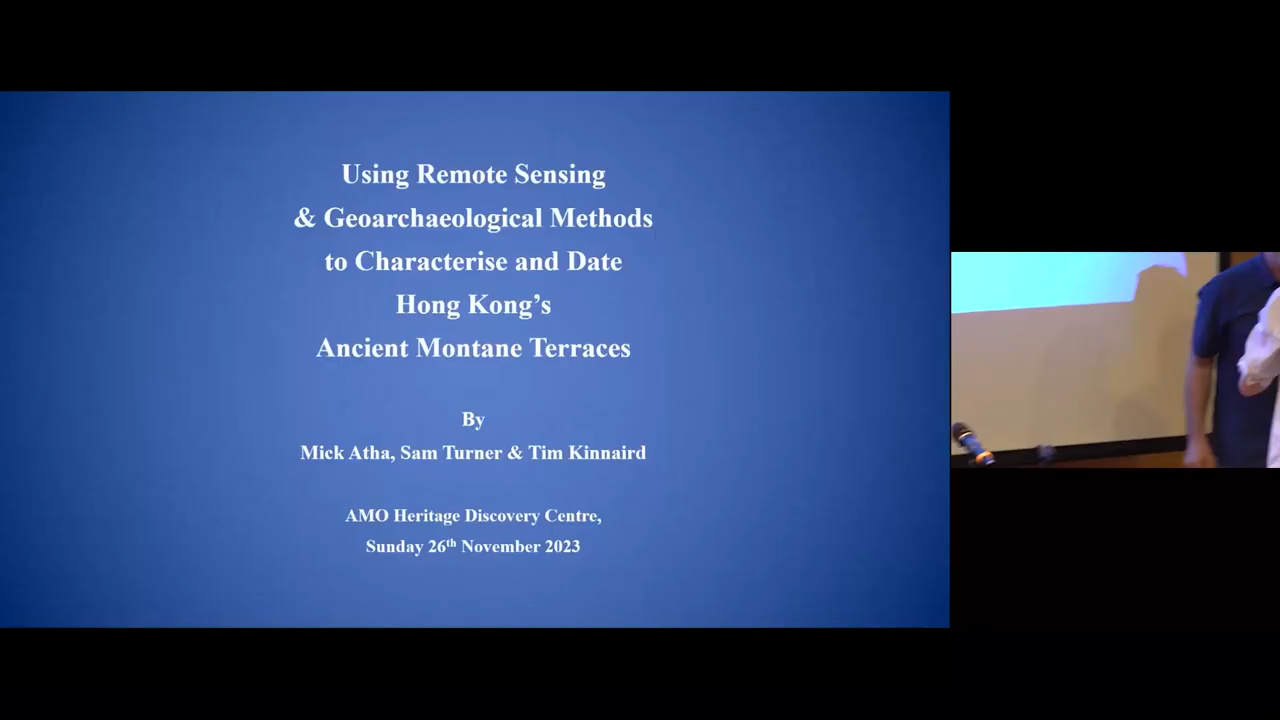 Using Remote Sensing
& Geoarchaeological Methods
to Characterise and Date
Hong Kong’s
Ancient Montane Terraces
By
Mick Atha, Sam Turner & Tim Kinnaird
AMO Heritage Discovery Centre,
Sunday 26th November 2023